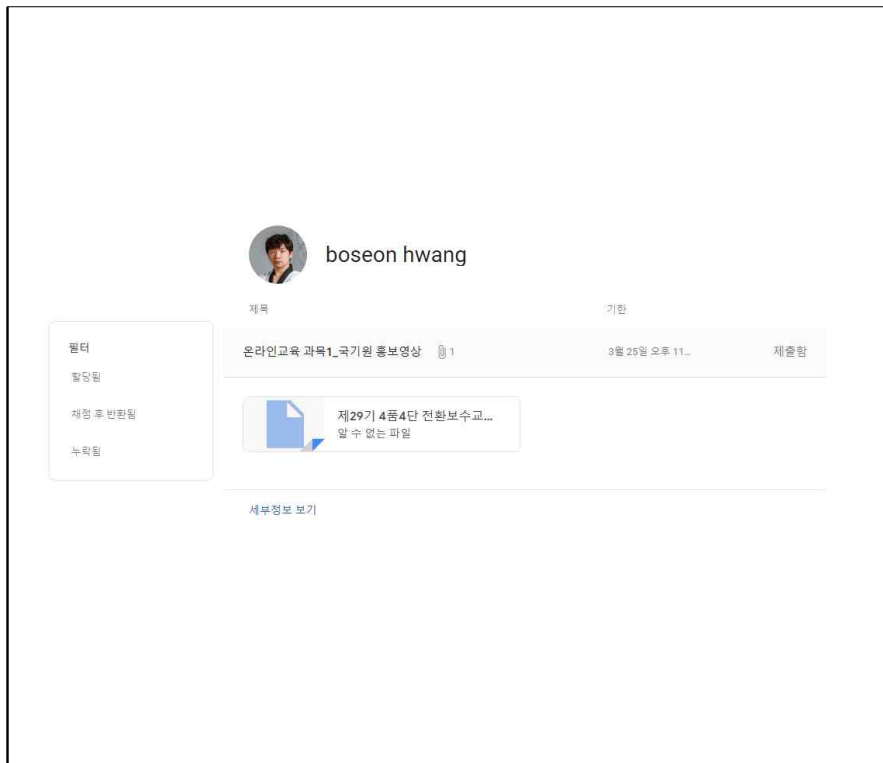 boseon hwang
제목 기한
필터
온라인교육 과목1_국기원 홍보영상 1 3월 25일 오후 11... 제출함
할당됨
채점 후 반환됨
누락됨
제29기 4품4단 전환보수교...
알 수 없는 파일
세부정보 보기